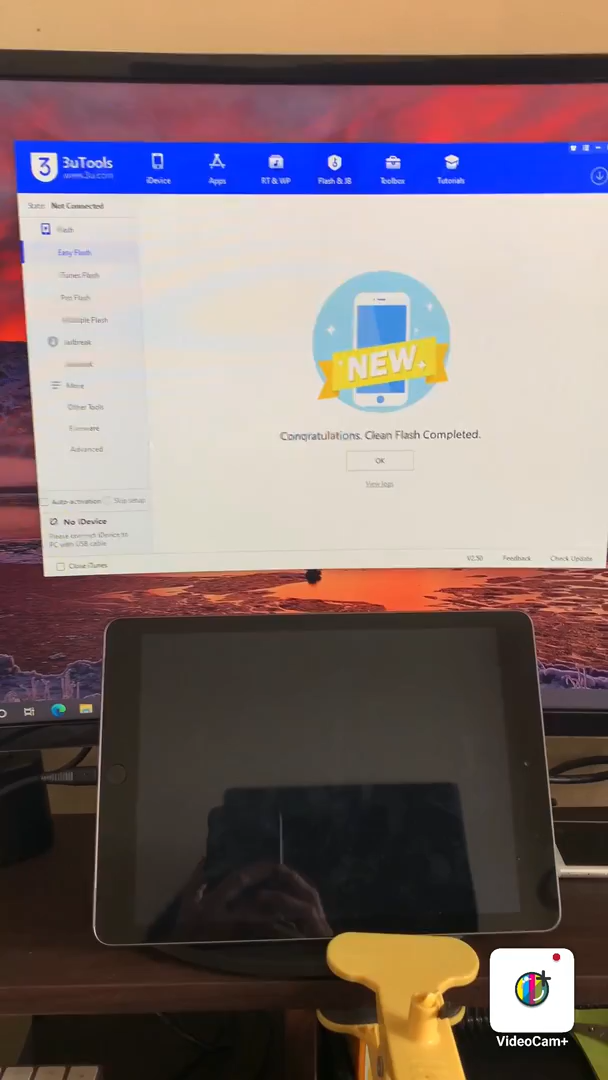 3
3uTools
www.3u.com
iDevice
Apps
RT & WP
Flash & JB
Toolbox
Tutorials
State: Not Connected
Flash
Easy Flash
iTunes Flash
Pro Flash
Multiple Flash
Jailbreak
More
Other Tools
Firmware
Advanced
NEW
Congratulations. Clean Flash Completed.
OK
View logs
Auto-activation
Skip setup
No iDevice
Please connect iDevice to
PC with USB cable
Close iTunes
V2.50
Feedback
Check Update
VideoCam+